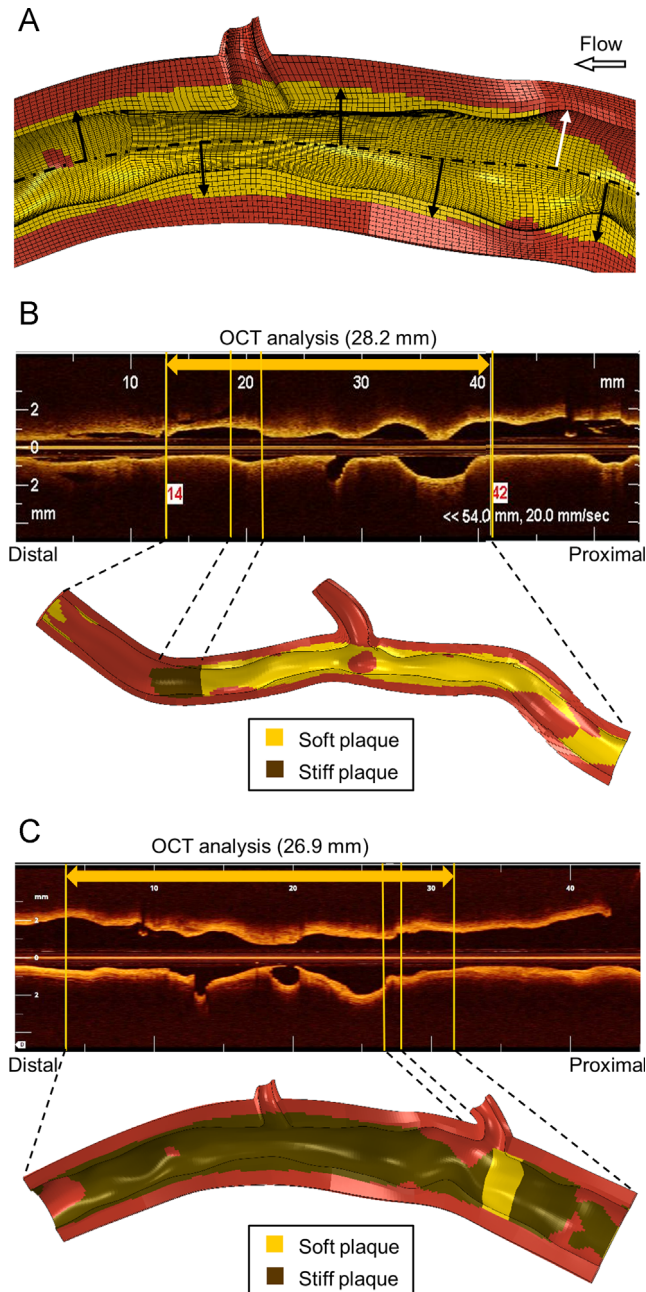 A
Flow
B
OCT analysis (28.2 mm)
10 20 30 40 mm
2
0
2
14
42
mm
<< 54.0 mm, 20.0 mm/sec
Distal Proximal
Soft plaque
Stiff plaque
C
OCT analysis (26.9 mm)
10 20 30 40
mm
2
0
2
Distal Proximal
Soft plaque
Stiff plaque